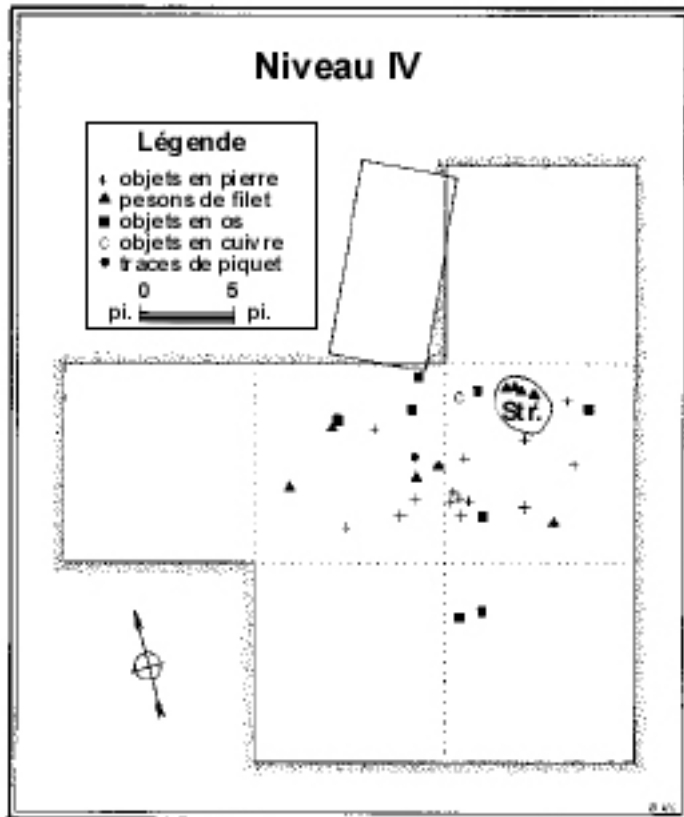 Niveau IV
Légende
objets en pierre
pesons de filet
objets en os
objets en cuivre
traces de piquet
0 5
pi. pi.
Str.